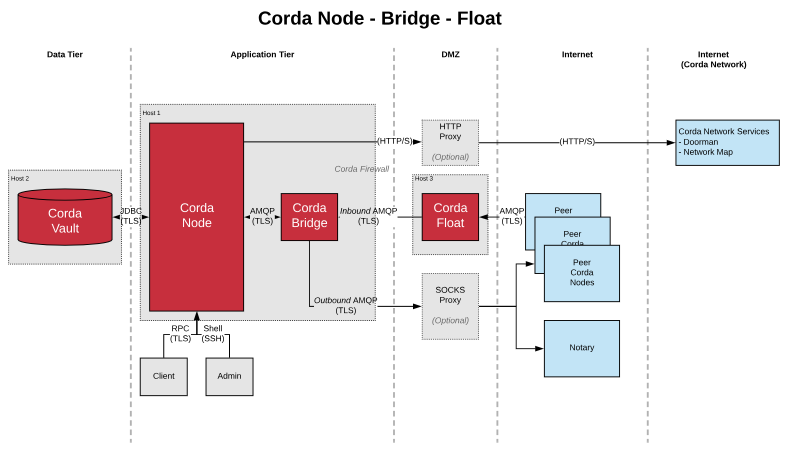 Corda Node - Bridge - Float
Data Tier
Application Tier
DMZ
Internet
Internet
(Corda Network)
Host 1
HTTP
Proxy
(Optional)
(HTTP/S)
(HTTP/S)
Corda Network Services
- Doorman
- Network Map
Corda Firewall
Host 2
Host 3
Corda
Vault
JDBC
(TLS)
Corda
Node
AMQP
(TLS)
Corda
Bridge
Inbound AMQP
(TLS)
Corda
Float
AMQP
(TLS)
Peer
Peer
Corda
Peer
Corda
Nodes
Outbound AMQP
(TLS)
SOCKS
Proxy
(Optional)
RPC
(TLS)
Shell
(SSH)
Client
Admin
Notary